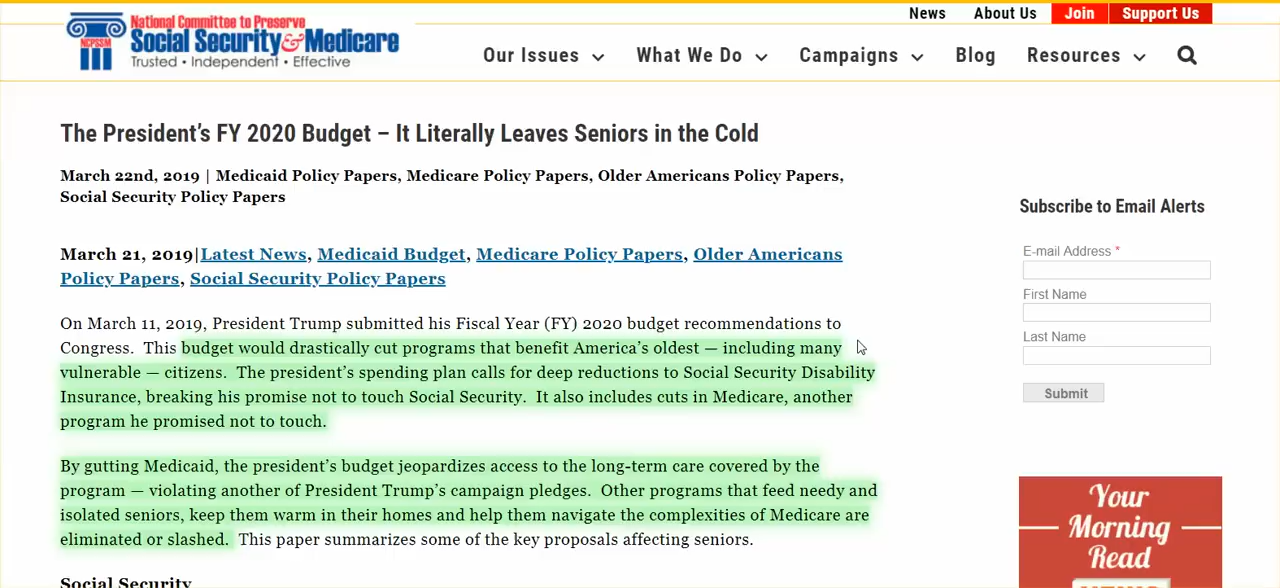 News About Us Join Support Us
National Committee to Preserve
Social Security & Medicare
NCPSSM
Trusted • Independent • Effective
Our Issues What We Do Campaigns Blog Resources
The President's FY 2020 Budget – It Literally Leaves Seniors in the Cold
March 22nd, 2019 | Medicaid Policy Papers, Medicare Policy Papers, Older Americans Policy Papers,
Social Security Policy Papers
March 21, 2019|Latest News, Medicaid Budget, Medicare Policy Papers, Older Americans
Policy Papers, Social Security Policy Papers
On March 11, 2019, President Trump submitted his Fiscal Year (FY) 2020 budget recommendations to
Congress. This budget would drastically cut programs that benefit America's oldest — including many
vulnerable — citizens. The president's spending plan calls for deep reductions to Social Security Disability
Insurance, breaking his promise not to touch Social Security. It also includes cuts in Medicare, another
program he promised not to touch.
By gutting Medicaid, the president's budget jeopardizes access to the long-term care covered by the
program — violating another of President Trump's campaign pledges. Other programs that feed needy and
isolated seniors, keep them warm in their homes and help them navigate the complexities of Medicare are
eliminated or slashed. This paper summarizes some of the key proposals affecting seniors.
Social Security
Subscribe to Email Alerts
E-mail Address *
First Name
Last Name
Submit
Your
Morning
Read